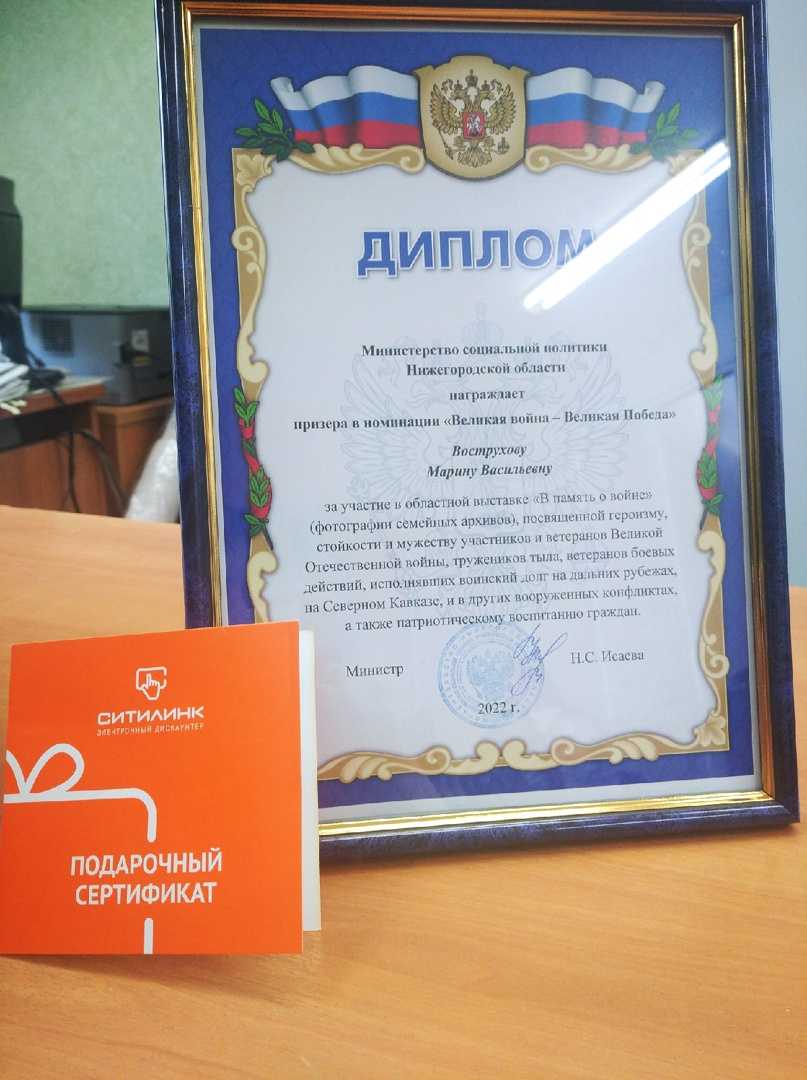 ДИПЛОМ
Министерство социальной политики
Нижегородской области
награждает
призера в номинации «Великая война – Великая Победа»
Вострухову
Марину Васильевну
за участие в областной выставке «В память о войне»
(фотографии семейных архивов), посвященной героизму,
стойкости и мужеству участников и ветеранов Великой
Отечественной войны, тружеников тыла, ветеранов боевых
действий, исполнявших воинский долг на дальних рубежах,
на Северном Кавказе, и в других вооруженных конфликтах,
а также патриотическому воспитанию граждан.
Министр
Н.С. Исаева
2022 г.
СИТИЛИНК
ЭЛЕКТРОННЫЙ ДИСКАУНТЕР
ПОДАРОЧНЫЙ
СЕРТИФИКАТ